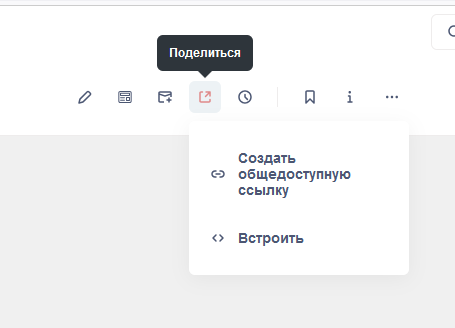 Поделиться
Создать
общедоступную
ссылку
Встроить